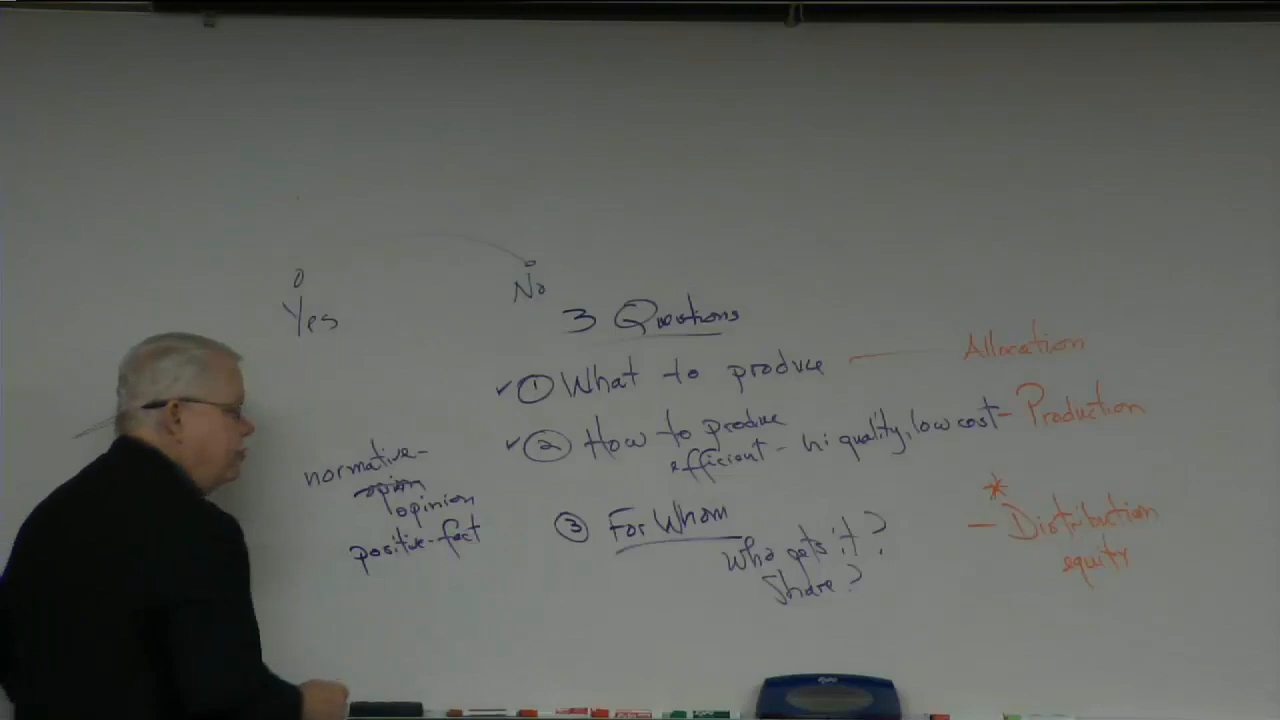 Yes
No
3 Questions
✓ ① What to produce — Allocation
✓ ② How to produce
efficient - hi quality, low cost - Production
normative-
opinion
positive-fact
③ For Whom
Who gets it?
Share?
*
- Distribution
equity